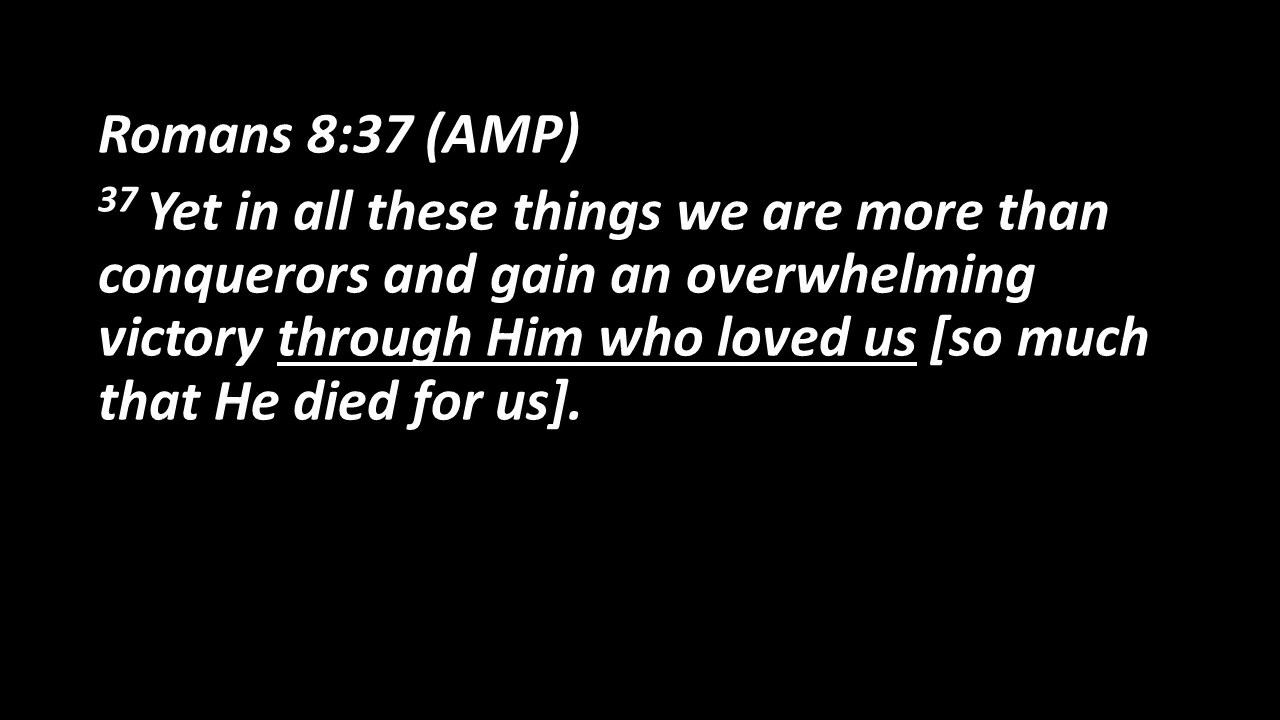 Romans 8:37 (AMP)
37 Yet in all these things we are more than
conquerors and gain an overwhelming
victory through Him who loved us [so much
that He died for us].